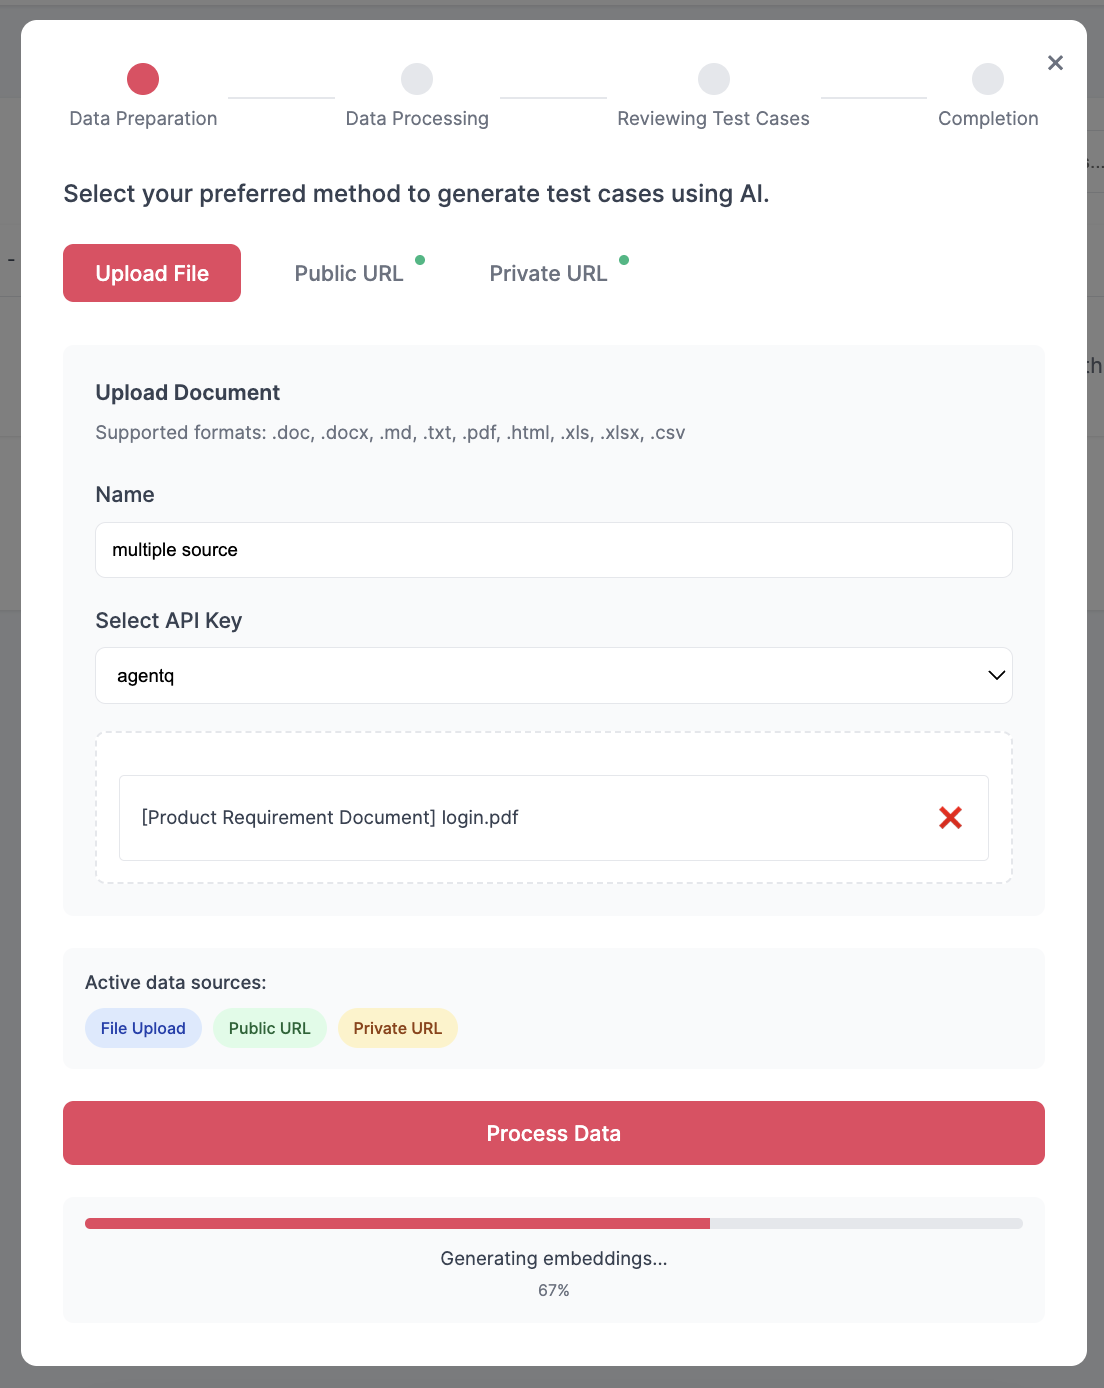 Data Preparation
Data Processing
Reviewing Test Cases
Completion
Select your preferred method to generate test cases using AI.
Upload File
Public URL
Private URL
Upload Document
Supported formats: .doc, .docx, .md, .txt, .pdf, .html, .xls, .xlsx, .csv
Name
multiple source
Select API Key
agentq
[Product Requirement Document] login.pdf
Active data sources:
File Upload
Public URL
Private URL
Process Data
Generating embeddings...
67%